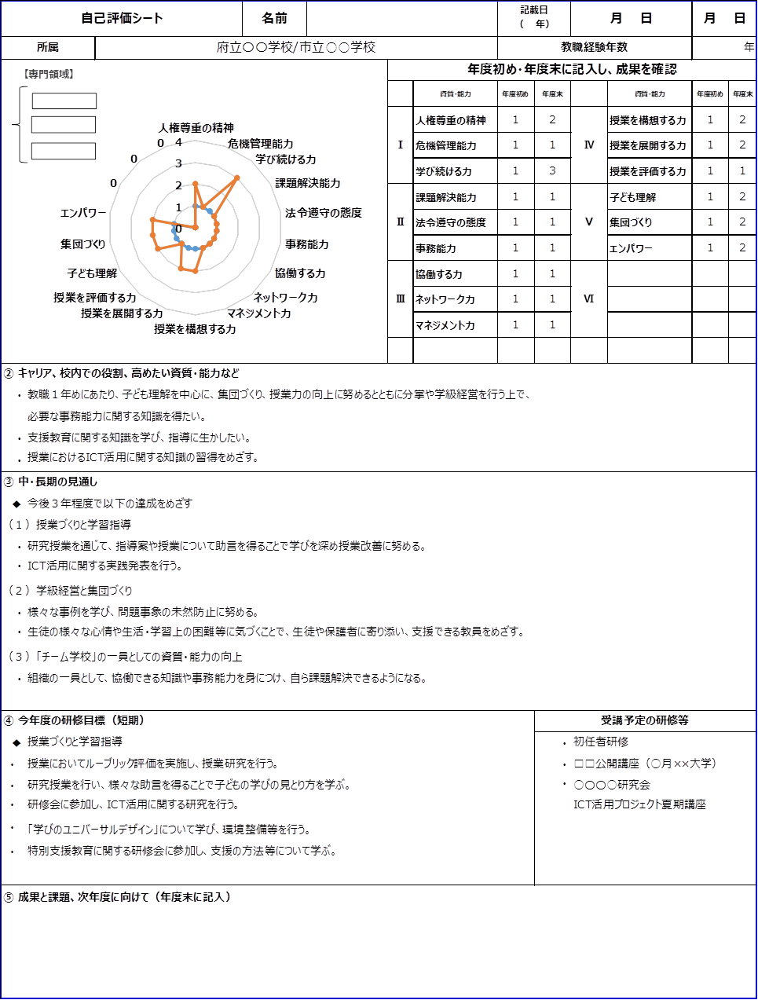 自己評価シート 名前 記載日
（　年） 月　日 月　日
所属 府立〇〇学校/市立○○学校 教職経験年数 年
【専門領域】
年度初め・年度末に記入し、成果を確認
資質・能力 年度初め 年度末 資質・能力 年度初め 年度末
Ⅰ 人権尊重の精神 1 2 Ⅳ 授業を構想する力 1 2
危機管理能力 1 1 授業を展開する力 1 2
学び続ける力 1 3 授業を評価する力 1 1
Ⅱ 課題解決能力 1 1 Ⅴ 子ども理解 1 2
法令遵守の態度 1 1 集団づくり 1 2
事務能力 1 1 エンパワー 1 2
Ⅲ 協働する力 1 1 Ⅵ
ネットワーク力 1 1
マネジメント力 1 1
人権尊重の精神
危機管理能力
学び続ける力
課題解決能力
法令遵守の態度
事務能力
協働する力
ネットワーク力
マネジメント力
授業を構想する力
授業を展開する力
授業を評価する力
子ども理解
集団づくり
エンパワー
0
0
0
4
3
2
1
0
② キャリア、校内での役割、高めたい資質・能力など
・ 教職１年めにあたり、子ども理解を中心に、集団づくり、授業力の向上に努めるとともに分掌や学級経営を行う上で、
必要な事務能力に関する知識を得たい。
・ 支援教育に関する知識を学び、指導に生かしたい。
・ 授業におけるICT活用に関する知識の習得をめざす。
③ 中・長期の見通し
◆ 今後３年程度で以下の達成をめざす
（１）授業づくりと学習指導
・ 研究授業を通じて、指導案や授業について助言を得ることで学びを深め授業改善に努める。
・ ICT活用に関する実践発表を行う。
（２）学級経営と集団づくり
・ 様々な事例を学び、問題事象の未然防止に努める。
・ 生徒の様々な心情や生活・学習上の困難等に気づくことで、生徒や保護者に寄り添い、支援できる教員をめざす。
（３）「チーム学校」の一員としての資質・能力の向上
・ 組織の一員として、協働できる知識や事務能力を身につけ、自ら課題解決できるようになる。
④ 今年度の研修目標（短期）
◆ 授業づくりと学習指導
・ 授業においてルーブリック評価を実施し、授業研究を行う。
・ 研究授業を行い、様々な助言を得ることで子どもの学びの見とり方を学ぶ。
・ 研修会に参加し、ICT活用に関する研究を行う。
・ 「学びのユニバーサルデザイン」について学び、環境整備等を行う。
・ 特別支援教育に関する研修会に参加し、支援の方法等について学ぶ。
受講予定の研修等
・ 初任者研修
・ □□公開講座（○月××大学）
・ ○○○○研究会
ICT活用プロジェクト夏期講座
⑤ 成果と課題、次年度に向けて（年度末に記入）